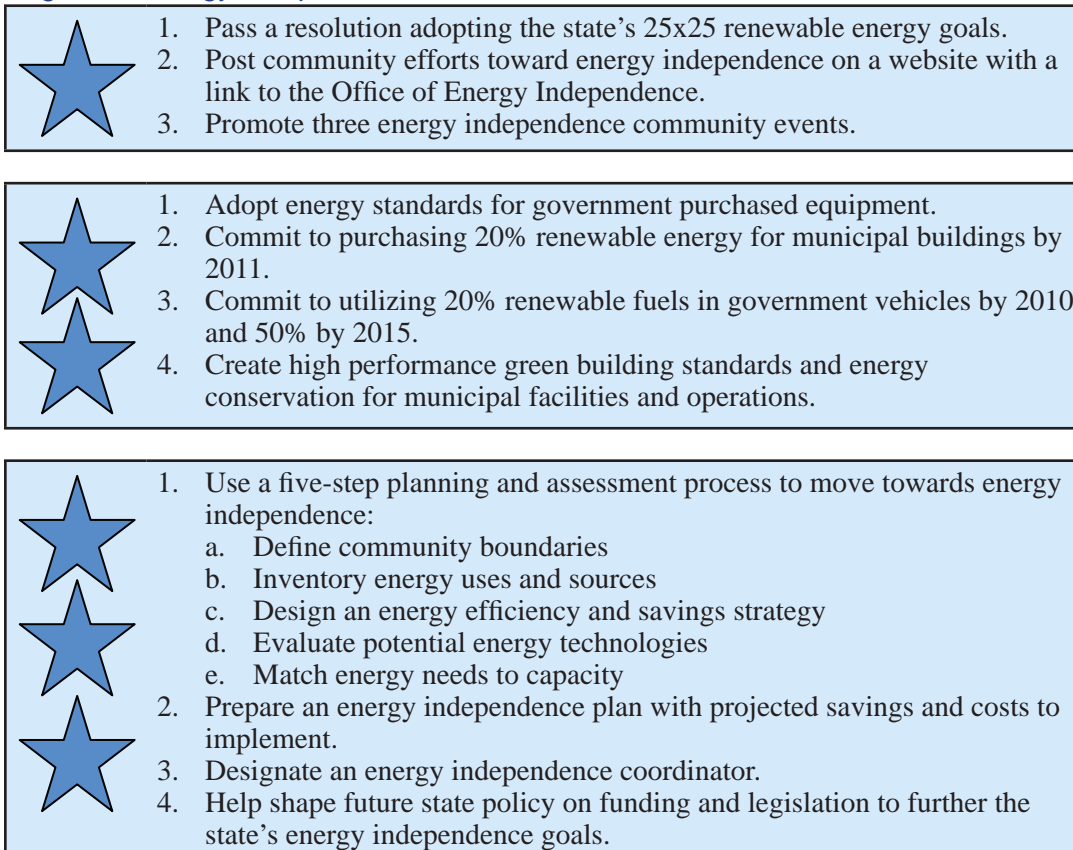 1. Pass a resolution adopting the state's 25x25 renewable energy goals.
2. Post community efforts toward energy independence on a website with a
link to the Office of Energy Independence.
3. Promote three energy independence community events.
1. Adopt energy standards for government purchased equipment.
2. Commit to purchasing 20% renewable energy for municipal buildings by
2011.
3. Commit to utilizing 20% renewable fuels in government vehicles by 2010
and 50% by 2015.
4. Create high performance green building standards and energy
conservation for municipal facilities and operations.
1. Use a five-step planning and assessment process to move towards energy
independence:
a. Define community boundaries
b. Inventory energy uses and sources
c. Design an energy efficiency and savings strategy
d. Evaluate potential energy technologies
e. Match energy needs to capacity
2. Prepare an energy independence plan with projected savings and costs to
implement.
3. Designate an energy independence coordinator.
4. Help shape future state policy on funding and legislation to further the
state's energy independence goals.